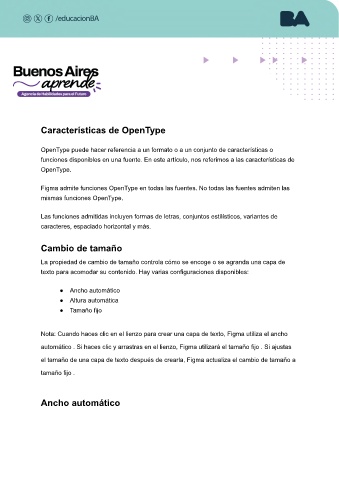 /educacionBA
BA
Buenos Aires
aprende
Agencia de Habilidades para el Futuro
Características de OpenType
OpenType puede hacer referencia a un formato o a un conjunto de características o
funciones disponibles en una fuente. En este artículo, nos referimos a las características de
OpenType.
Figma admite funciones OpenType en todas las fuentes. No todas las fuentes admiten las
mismas funciones OpenType.
Las funciones admitidas incluyen formas de letras, conjuntos estilísticos, variantes de
caracteres, espaciado horizontal y más.
Cambio de tamaño
La propiedad de cambio de tamaño controla cómo se encoge o se agranda una capa de
texto para acomodar su contenido. Hay varias configuraciones disponibles:
● Ancho automático
● Altura automática
● Tamaño fijo
Nota: Cuando haces clic en el lienzo para crear una capa de texto, Figma utiliza el ancho
automático . Si haces clic y arrastras en el lienzo, Figma utilizará el tamaño fijo . Si ajustas
el tamaño de una capa de texto después de crearla, Figma actualiza el cambio de tamaño a
tamaño fijo .
Ancho automático